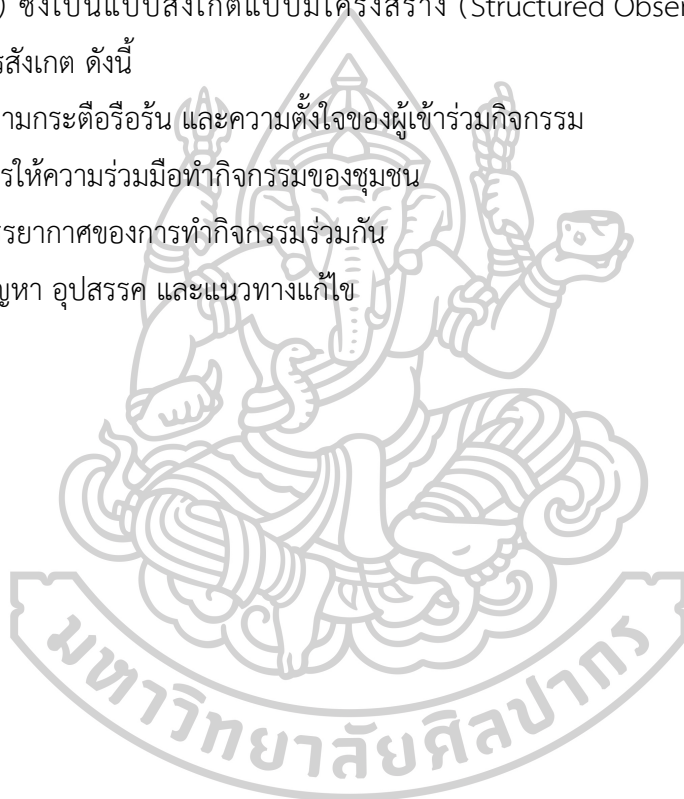 ) ซึ่งเป็นแบบสังเกตแบบมีโครงสร้าง (Structured Obser
รสังเกต ดังนี้
ามกระตือรือร้น และความตั้งใจของผู้เข้าร่วมกิจกรรม
รให้ความร่วมมือทำกิจกรรมของชุมชน
รยากาศของการทำกิจกรรมร่วมกัน
ญหา อุปสรรค และแนวทางแก้ไข
มหาวิทยาลัยศิลปากร